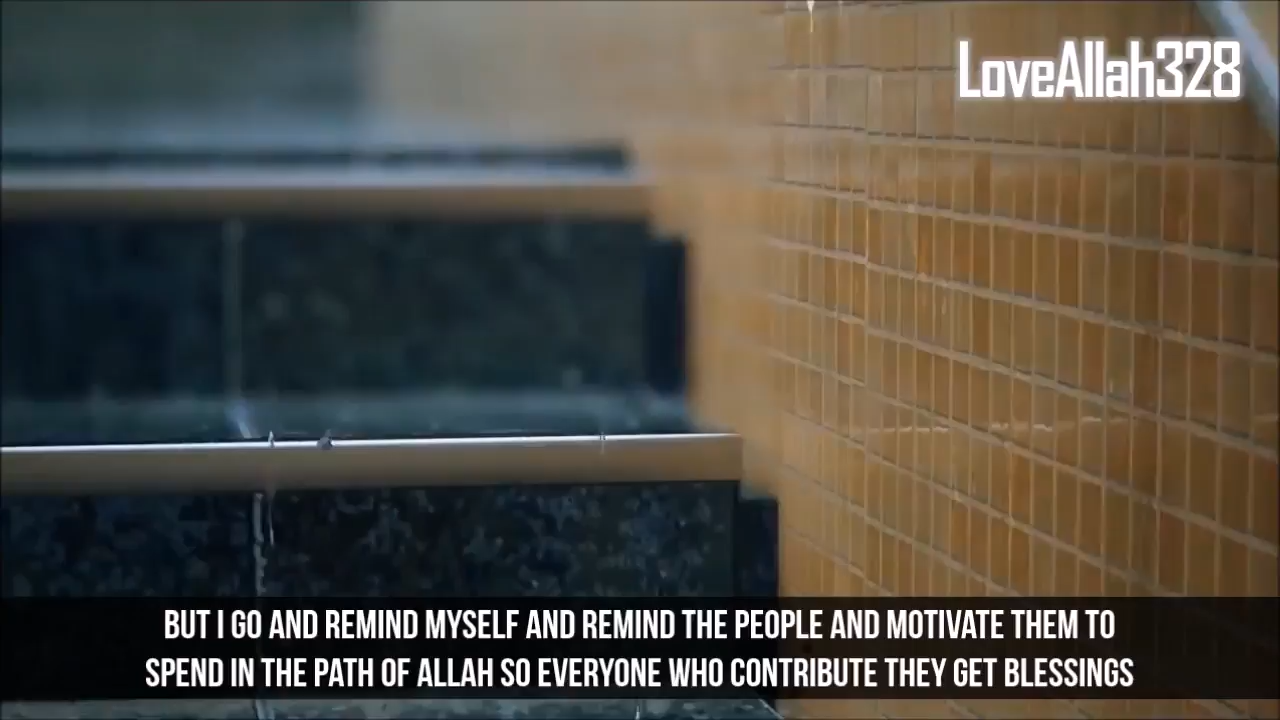 LoveAllah328
BUT I GO AND REMIND MYSELF AND REMIND THE PEOPLE AND MOTIVATE THEM TO
SPEND IN THE PATH OF ALLAH SO EVERYONE WHO CONTRIBUTE THEY GET BLESSINGS